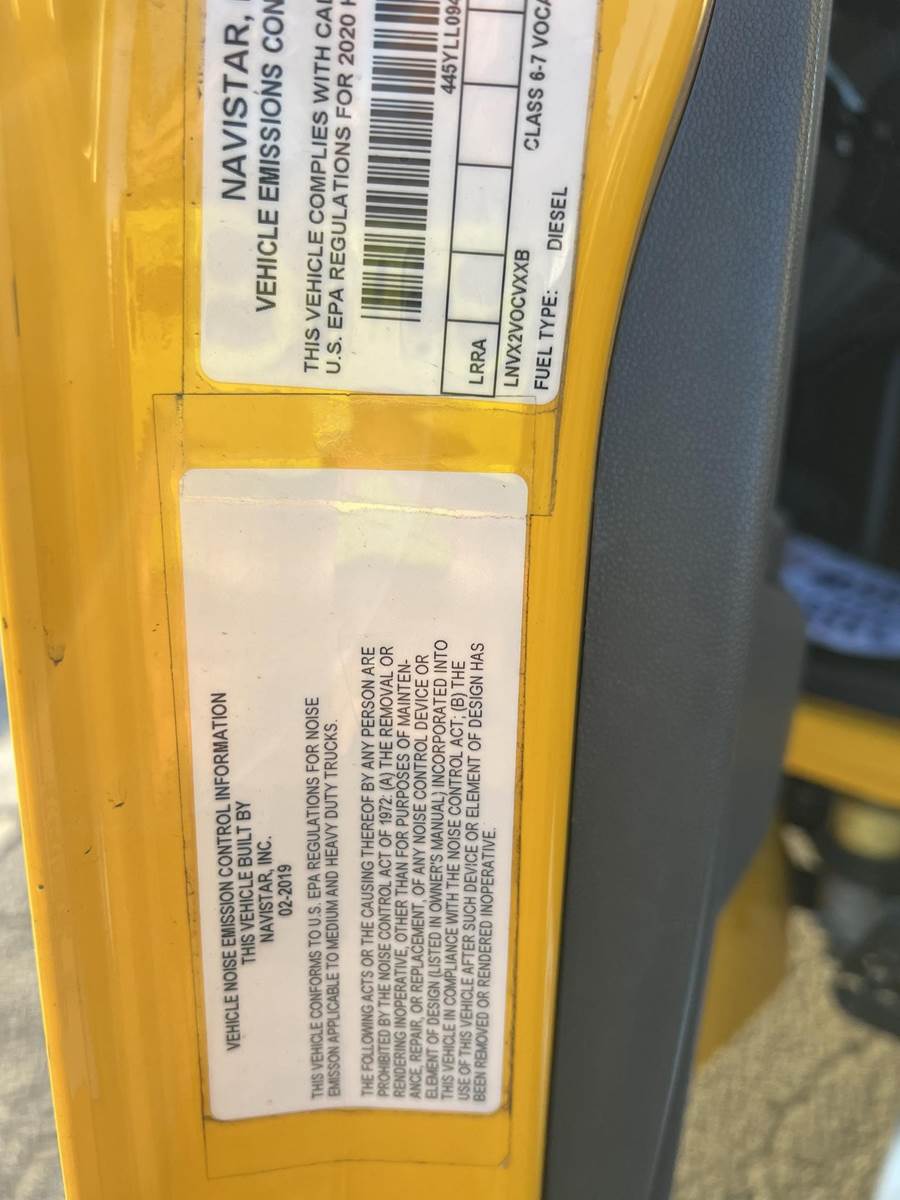 NAVISTAR,
VEHICLE EMISSIONS CON
THIS VEHICLE COMPLIES WITH CAL
U.S. EPA REGULATIONS FOR 2020
445YLL094
LRRA
LNVX2VOCVXXB CLASS 6-7 VOCA
FUEL TYPE: DIESEL
VEHICLE NOISE EMISSION CONTROL INFORMATION
THIS VEHICLE BUILT BY
NAVISTAR, INC.
02-2019
THIS VEHICLE CONFORMS TO U.S. EPA REGULATIONS FOR NOISE
EMISSON APPLICABLE TO MEDIUM AND HEAVY DUTY TRUCKS.
THE FOLLOWING ACTS OR THE CAUSING THEREOF BY ANY PERSON ARE
PROHIBITED BY THE NOISE CONTROL ACT OF 1972: (A) THE REMOVAL OR
RENDERING INOPERATIVE, OTHER THAN FOR PURPOSES OF MAINTEN-
ANCE, REPAIR, OR REPLACEMENT, OF ANY NOISE CONTROL DEVICE OR
ELEMENT OF DESIGN (LISTED IN OWNER'S MANUAL) INCORPORATED INTO
THIS VEHICLE IN COMPLIANCE WITH THE NOISE CONTROL ACT; (B) THE
USE OF THIS VEHICLE AFTER SUCH DEVICE OR ELEMENT OF DESIGN HAS
BEEN REMOVED OR RENDERED INOPERATIVE.